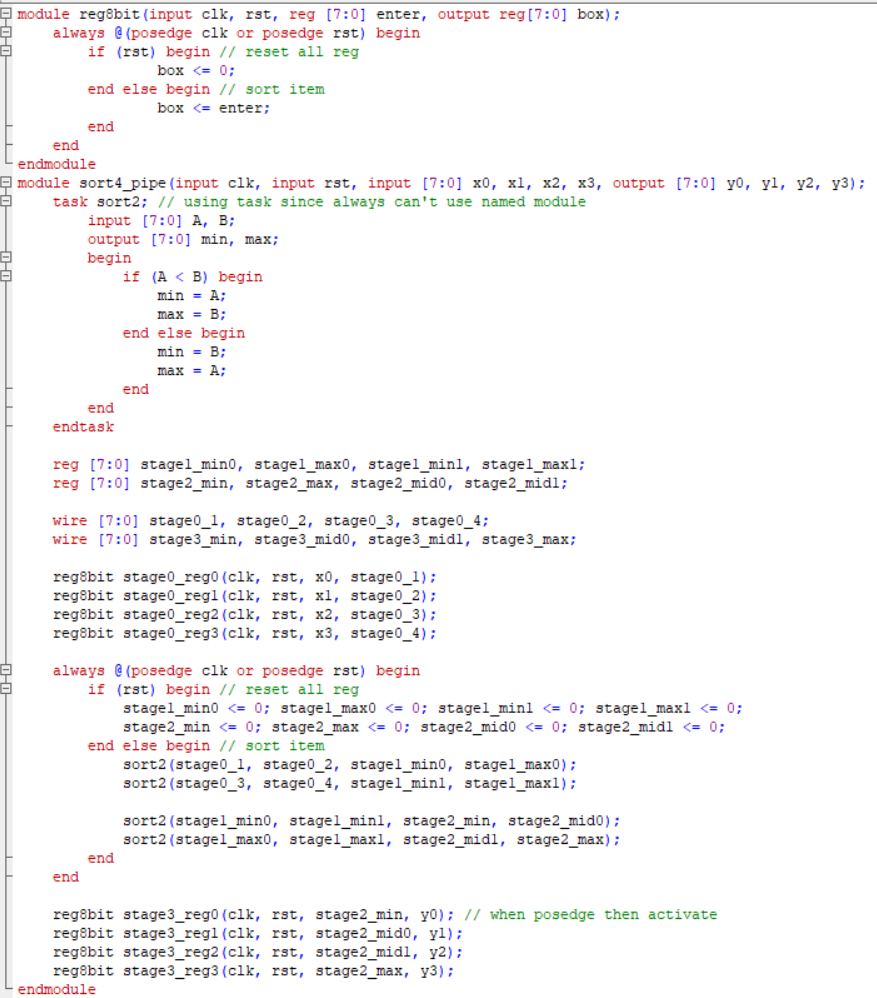 module reg8bit(input clk, rst, reg [7:0] enter, output reg[7:0] box);
    always @(posedge clk or posedge rst) begin
        if (rst) begin // reset all reg
                box <= 0;
        end else begin // sort item
                box <= enter;
        end
    end
endmodule
module sort4_pipe(input clk, input rst, input [7:0] x0, x1, x2, x3, output [7:0] y0, y1, y2, y3);
    task sort2; // using task since always can't use named module
        input [7:0] A, B;
        output [7:0] min, max;
        begin
            if (A < B) begin
                min = A;
                max = B;
            end else begin
                min = B;
                max = A;
            end
        end
    endtask

    reg [7:0] stage1_min0, stage1_max0, stage1_min1, stage1_max1;
    reg [7:0] stage2_min, stage2_max, stage2_mid0, stage2_mid1;

    wire [7:0] stage0_1, stage0_2, stage0_3, stage0_4;
    wire [7:0] stage3_min, stage3_mid0, stage3_mid1, stage3_max;

    reg8bit stage0_reg0(clk, rst, x0, stage0_1);
    reg8bit stage0_reg1(clk, rst, x1, stage0_2);
    reg8bit stage0_reg2(clk, rst, x2, stage0_3);
    reg8bit stage0_reg3(clk, rst, x3, stage0_4);

    always @(posedge clk or posedge rst) begin
        if (rst) begin // reset all reg
            stage1_min0 <= 0; stage1_max0 <= 0; stage1_min1 <= 0; stage1_max1 <= 0;
            stage2_min <= 0; stage2_max <= 0; stage2_mid0 <= 0; stage2_mid1 <= 0;
        end else begin // sort item
            sort2(stage0_1, stage0_2, stage1_min0, stage1_max0);
            sort2(stage0_3, stage0_4, stage1_min1, stage1_max1);

            sort2(stage1_min0, stage1_min1, stage2_min, stage2_mid0);
            sort2(stage1_max0, stage1_max1, stage2_mid1, stage2_max);
        end
    end

    reg8bit stage3_reg0(clk, rst, stage2_min, y0); // when posedge then activate
    reg8bit stage3_reg1(clk, rst, stage2_mid0, y1);
    reg8bit stage3_reg2(clk, rst, stage2_mid1, y2);
    reg8bit stage3_reg3(clk, rst, stage2_max, y3);
endmodule